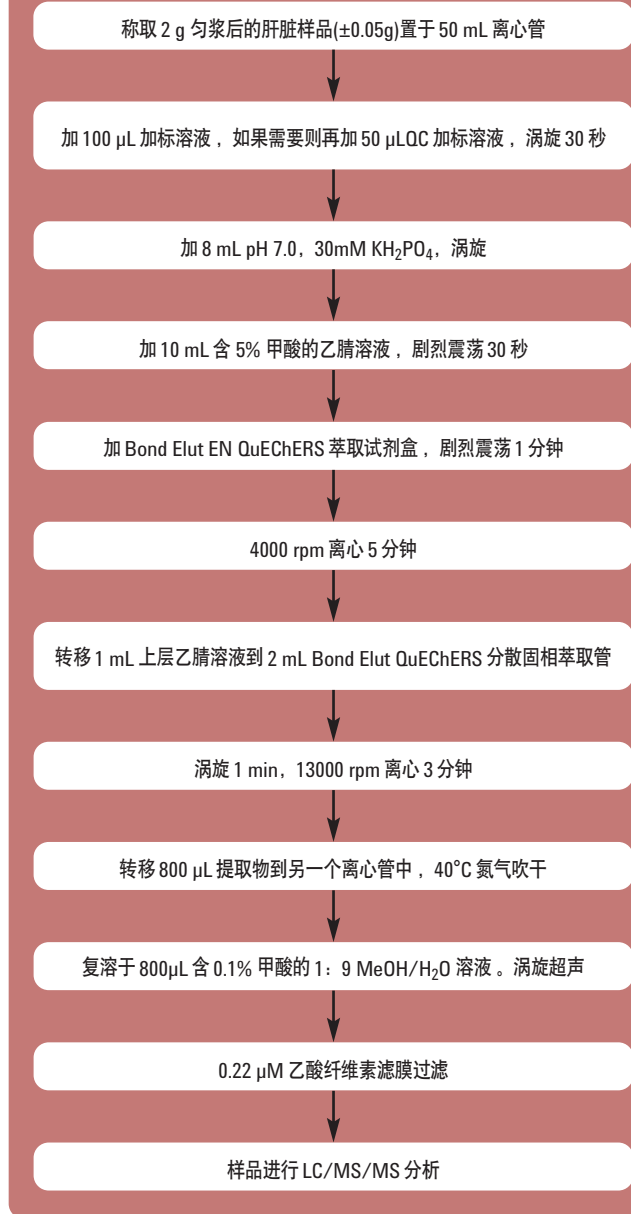 称取 2 g 匀浆后的肝脏样品(±0.05g)置于 50 mL 离心管
加 100 µL 加标溶液，如果需要则再加 50 µLQC 加标溶液，涡旋 30 秒
加 8 mL pH 7.0，30mM KH₂PO₄，涡旋
加 10 mL 含 5% 甲酸的乙腈溶液，剧烈震荡 30 秒
加 Bond Elut EN QuEChERS 萃取试剂盒，剧烈震荡 1 分钟
4000 rpm 离心 5 分钟
转移 1 mL 上层乙腈溶液到 2 mL Bond Elut QuEChERS 分散固相萃取管
涡旋 1 min，13000 rpm 离心 3 分钟
转移 800 µL 提取物到另一个离心管中，40°C 氮气吹干
复溶于 800µL 含 0.1% 甲酸的 1：9 MeOH/H₂O 溶液。涡旋超声
0.22 µM 乙酸纤维素滤膜过滤
样品进行 LC/MS/MS 分析